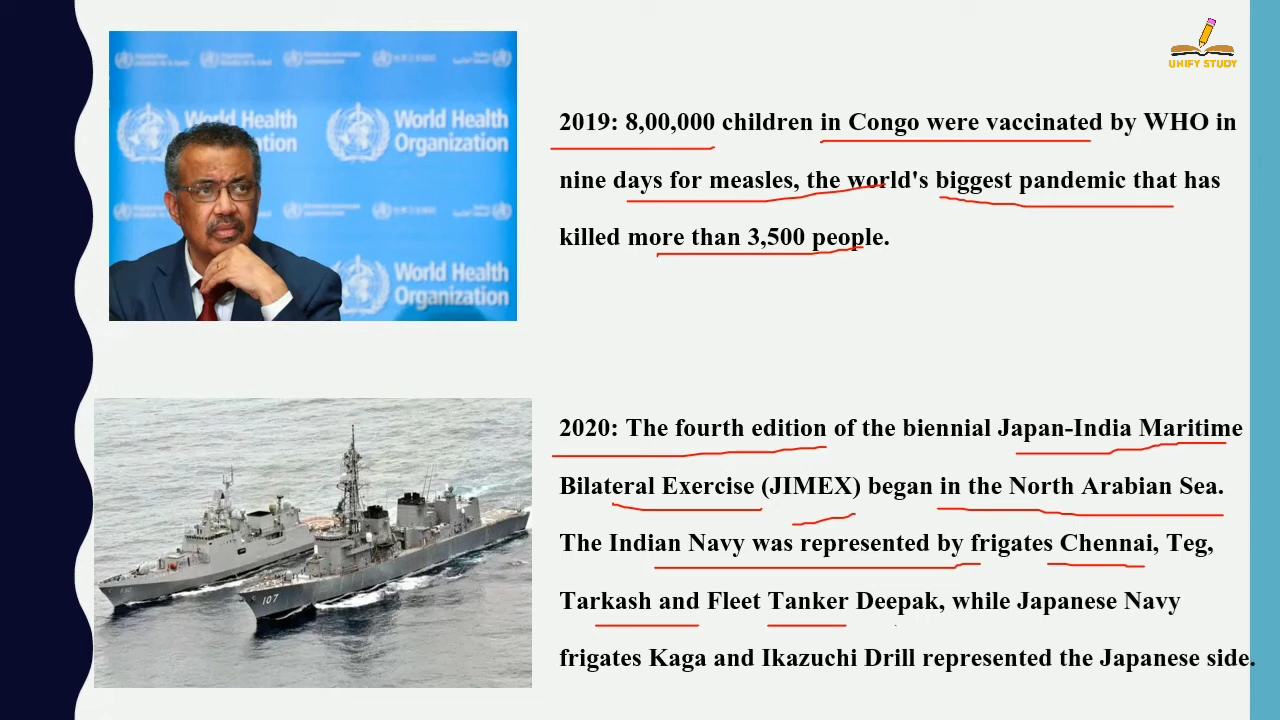 UNIFY STUDY
World Health
Organization
World Health
Organization
World Health
Organization
2019: 8,00,000 children in Congo were vaccinated by WHO in
nine days for measles, the world's biggest pandemic that has
killed more than 3,500 people.
107
2020: The fourth edition of the biennial Japan-India Maritime
Bilateral Exercise (JIMEX) began in the North Arabian Sea.
The Indian Navy was represented by frigates Chennai, Teg,
Tarkash and Fleet Tanker Deepak, while Japanese Navy
frigates Kaga and Ikazuchi Drill represented the Japanese side.